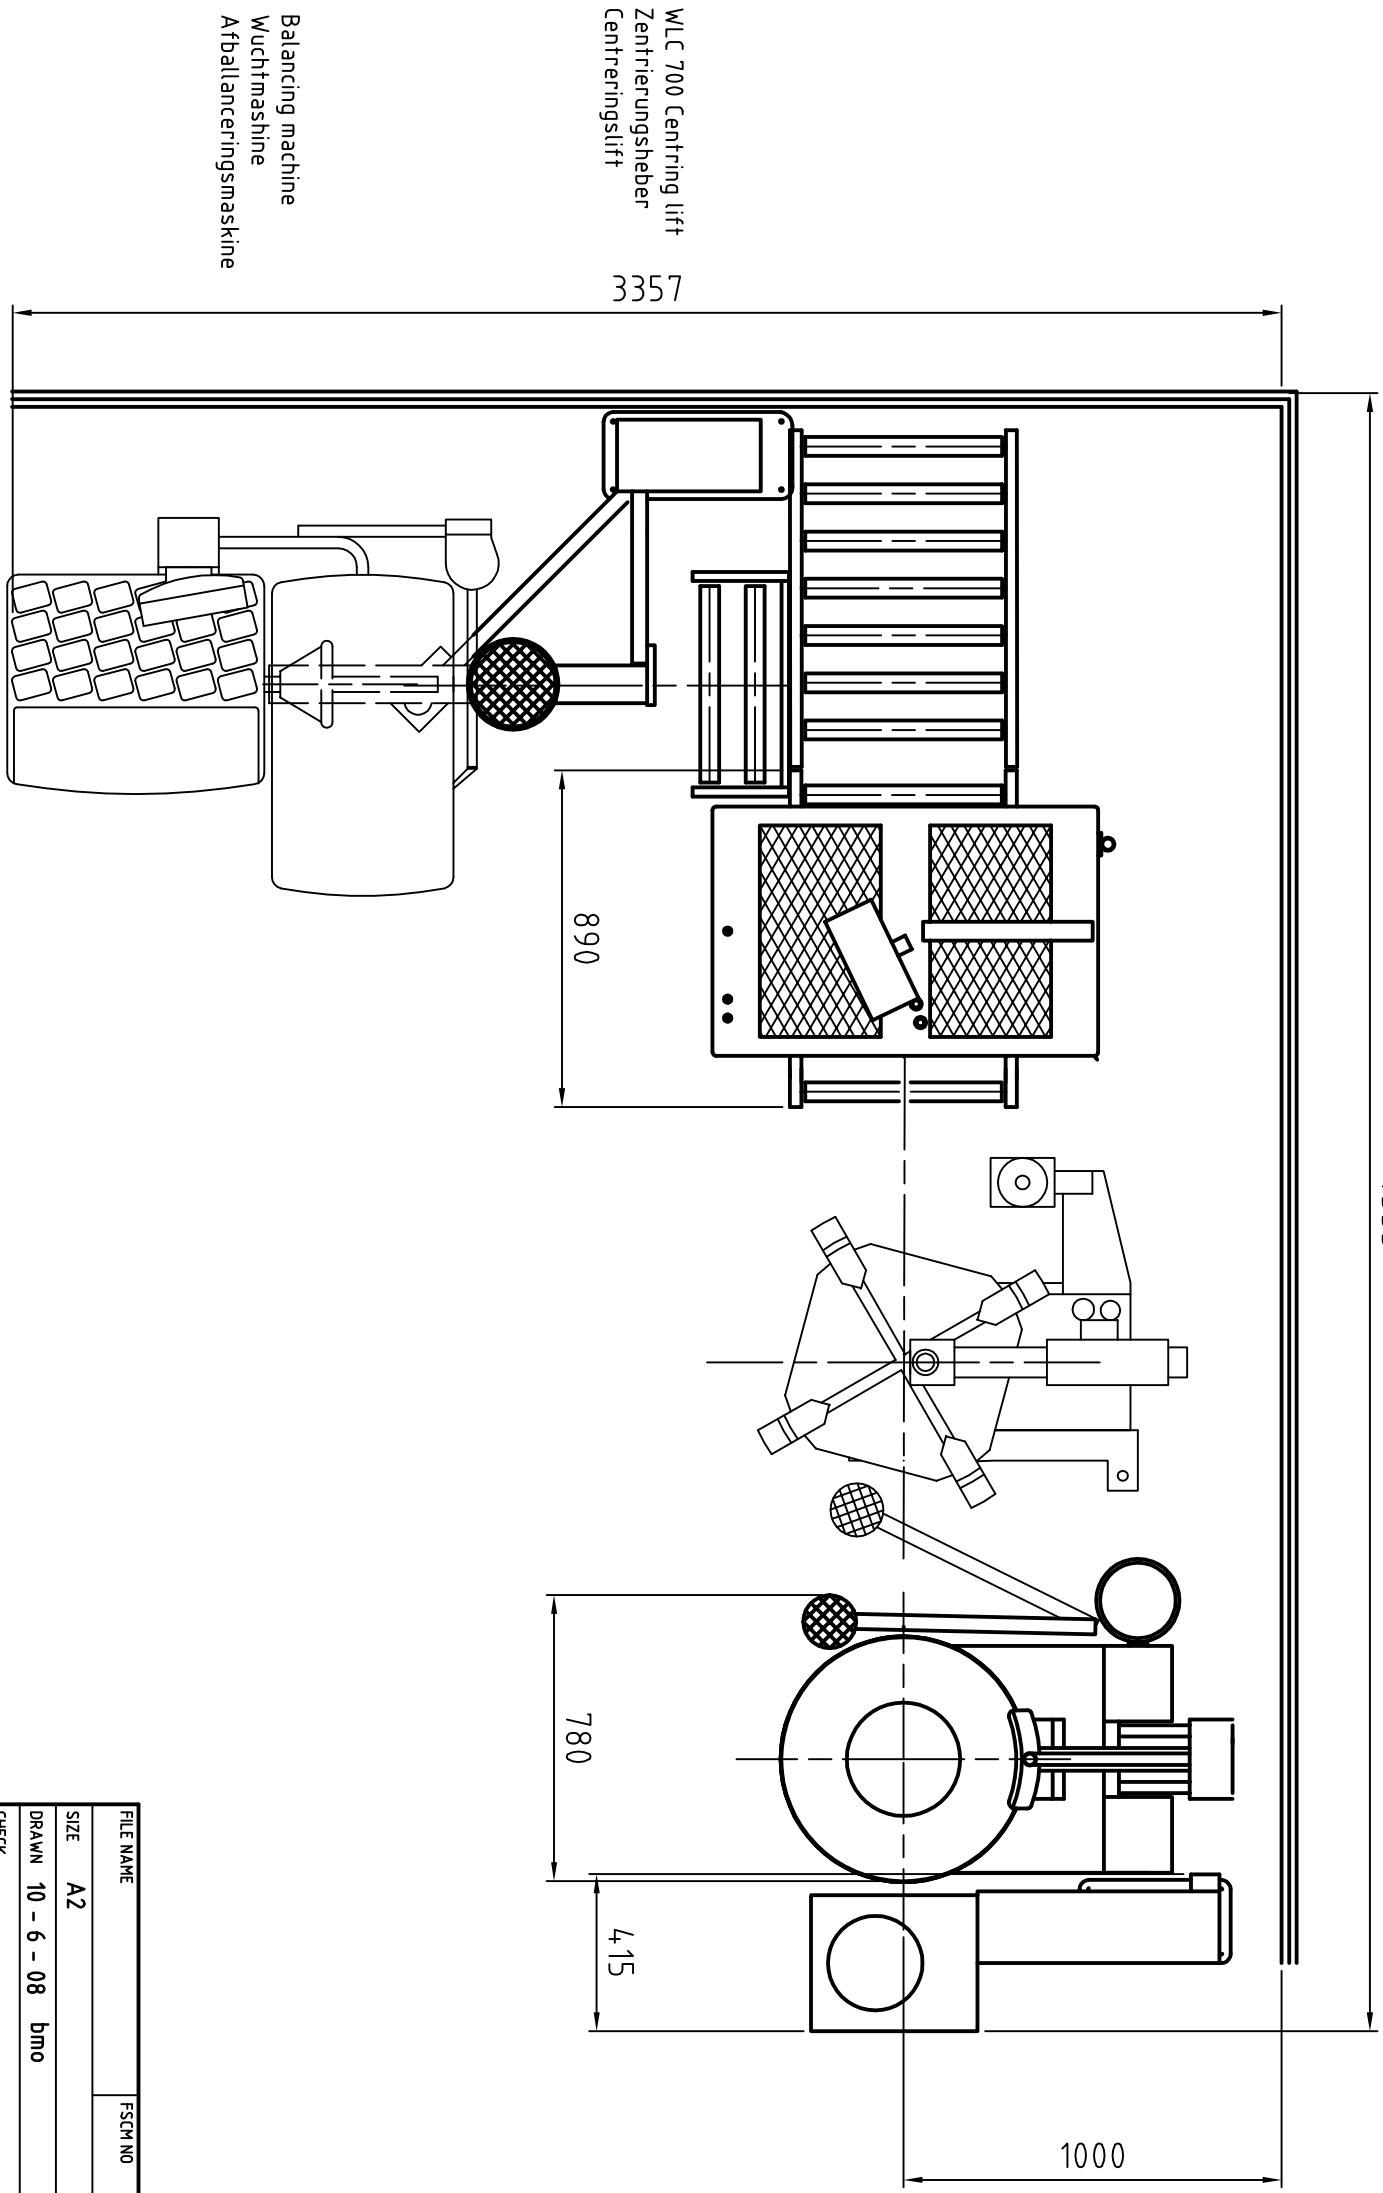 WLC 700 Centring lift
Zentrierungsheber
Centreringslift
Balancing machine
Wuchtmashine
Afballanceringsmaskine
3357
890
780
415
1000
FILE NAME
FSCM NO
SIZE A2
DRAWN 10 - 6 - 08 bmo